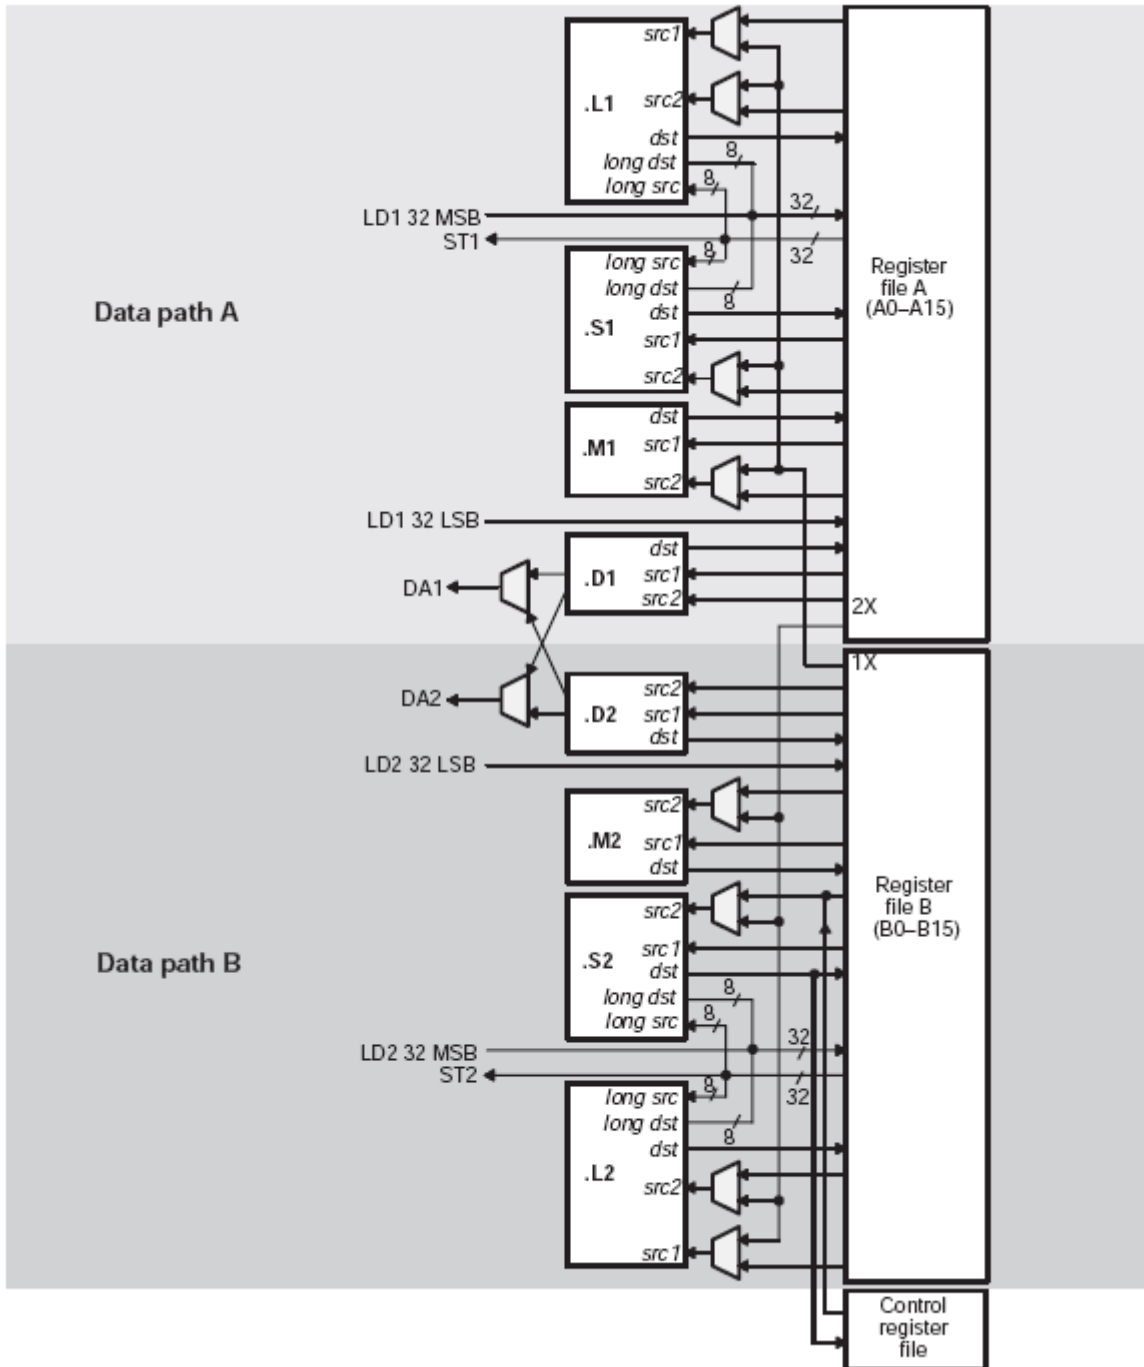 src1
.L1
src2
dst
8
long dst
8
long src
LD1 32 MSB
32
ST1
32
8
long src
long dst
8
dst
.S1
src1
src2
Data path A
Register
file A
(A0–A15)
dst
.M1
src1
src2
LD1 32 LSB
dst
.D1
src1
src2
DA1
2X
1X
DA2
src2
.D2
src1
dst
LD2 32 LSB
src2
.M2
src1
dst
src2
src1
.S2
dst
8
long dst
8
long src
Data path B
Register
file B
(B0–B15)
LD2 32 MSB
32
ST2
32
8
long src
long dst
8
dst
.L2
src2
src1
Control
register
file